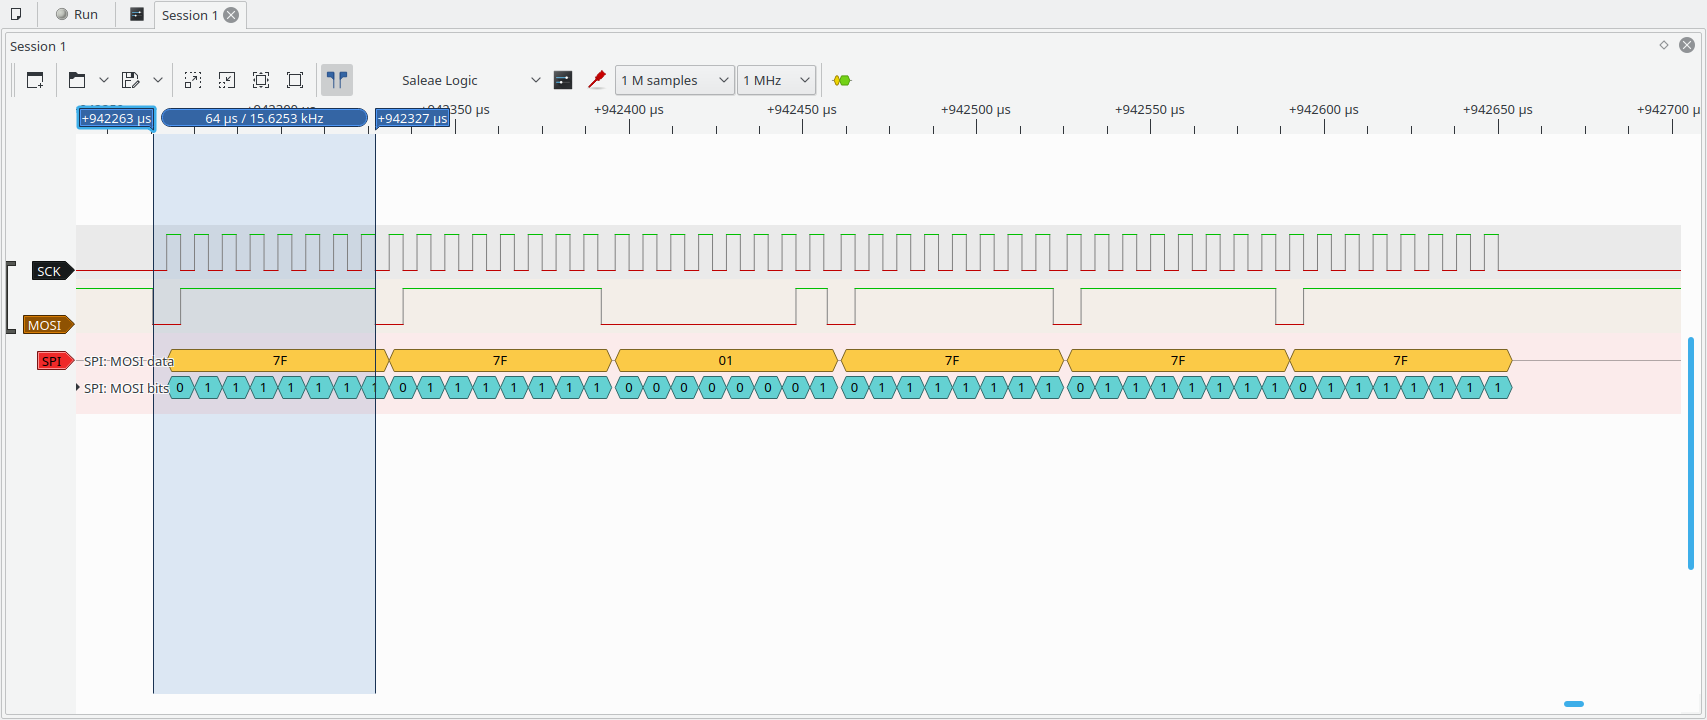 Run
Session 1
Session 1
Saleae Logic
1 M samples
1 MHz
+942263 µs
64 µs / 15.6253 kHz
+942327 µs
+942350 µs
+942400 µs
+942450 µs
+942500 µs
+942550 µs
+942600 µs
+942650 µs
+942700 µ
SCK
MOSI
SPI
SPI: MOSI data
7F 7F 01 7F 7F 7F
SPI: MOSI bits
0 1 1 1 1 1 1 1 0 1 1 1 1 1 1 1 0 0 0 0 0 0 0 1 0 1 1 1 1 1 1 1 0 1 1 1 1 1 1 1 0 1 1 1 1 1 1 1